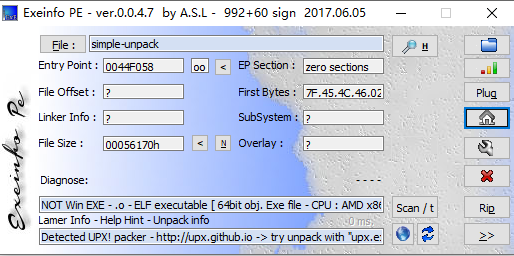 Exeinfo PE - ver.0.0.4.7 by A.S.L - 992+60 sign 2017.06.05
File : simple-unpack H
Entry Point : 0044F058 oo < EP Section : zero sections
File Offset : ? First Bytes : 7F.45.4C.46.02 Plug
Linker Info : ? SubSystem : ?
File Size : 00056170h < N Overlay : ?
Diagnose: - - - -
NOT Win EXE - .o - ELF executable [ 64bit obj. Exe file - CPU : AMD x86 Scan / t Rip
Lamer Info - Help Hint - Unpack info 0 ms.
Detected UPX! packer - http://upx.github.io -> try unpack with "upx.ex >>
Exeinfo Pe